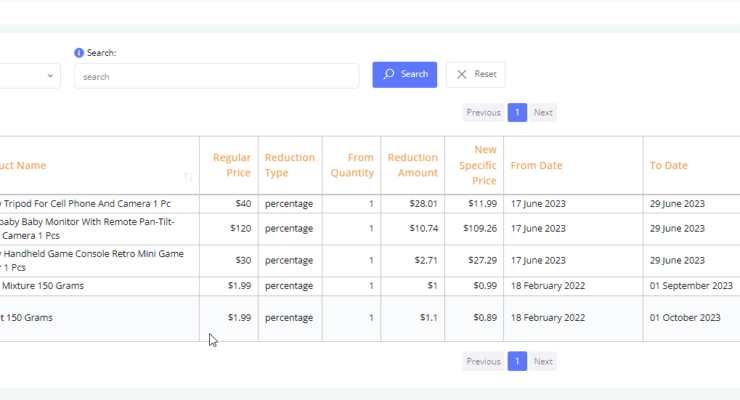 Search:
search
Search
Reset
Previous 1 Next
Name
Regular Price
Reduction Type
From Quantity
Reduction Amount
New Specific Price
From Date
To Date
Tripod For Cell Phone And Camera 1 Pc $40 percentage 1 $28.01 $11.99 17 June 2023 29 June 2023
Baby Monitor With Remote Pan-Tilt-
Camera 1 Pcs $120 percentage 1 $10.74 $109.26 17 June 2023 29 June 2023
Handheld Game Console Retro Mini Game
1 Pcs $30 percentage 1 $2.71 $27.29 17 June 2023 29 June 2023
Mixture 150 Grams $1.99 percentage 1 $1 $0.99 18 February 2022 01 September 2023
150 Grams $1.99 percentage 1 $1.1 $0.89 18 February 2022 01 October 2023
Previous 1 Next